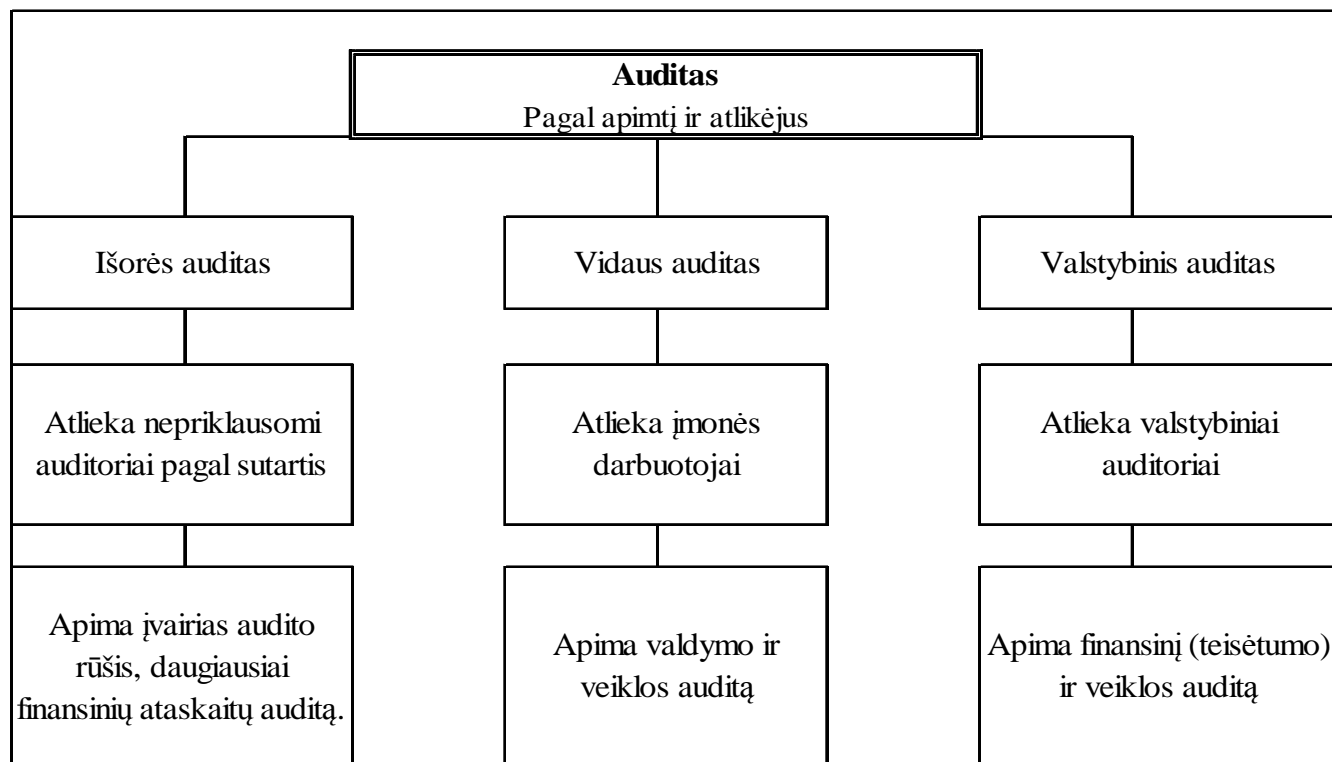 Auditas
Pagal apimtį ir atlikėjus
Išorės auditas
Vidaus auditas
Valstybinis auditas
Atlieka nepriklausomi
auditoriai pagal sutartis
Atlieka įmonės
darbuotojai
Atlieka valstybiniai
auditoriai
Apima įvairias audito
rūšis, daugiausiai
finansinių ataskaitų auditą.
Apima valdymo ir
veiklos auditą
Apima finansinį (teisėtumo)
ir veiklos auditą